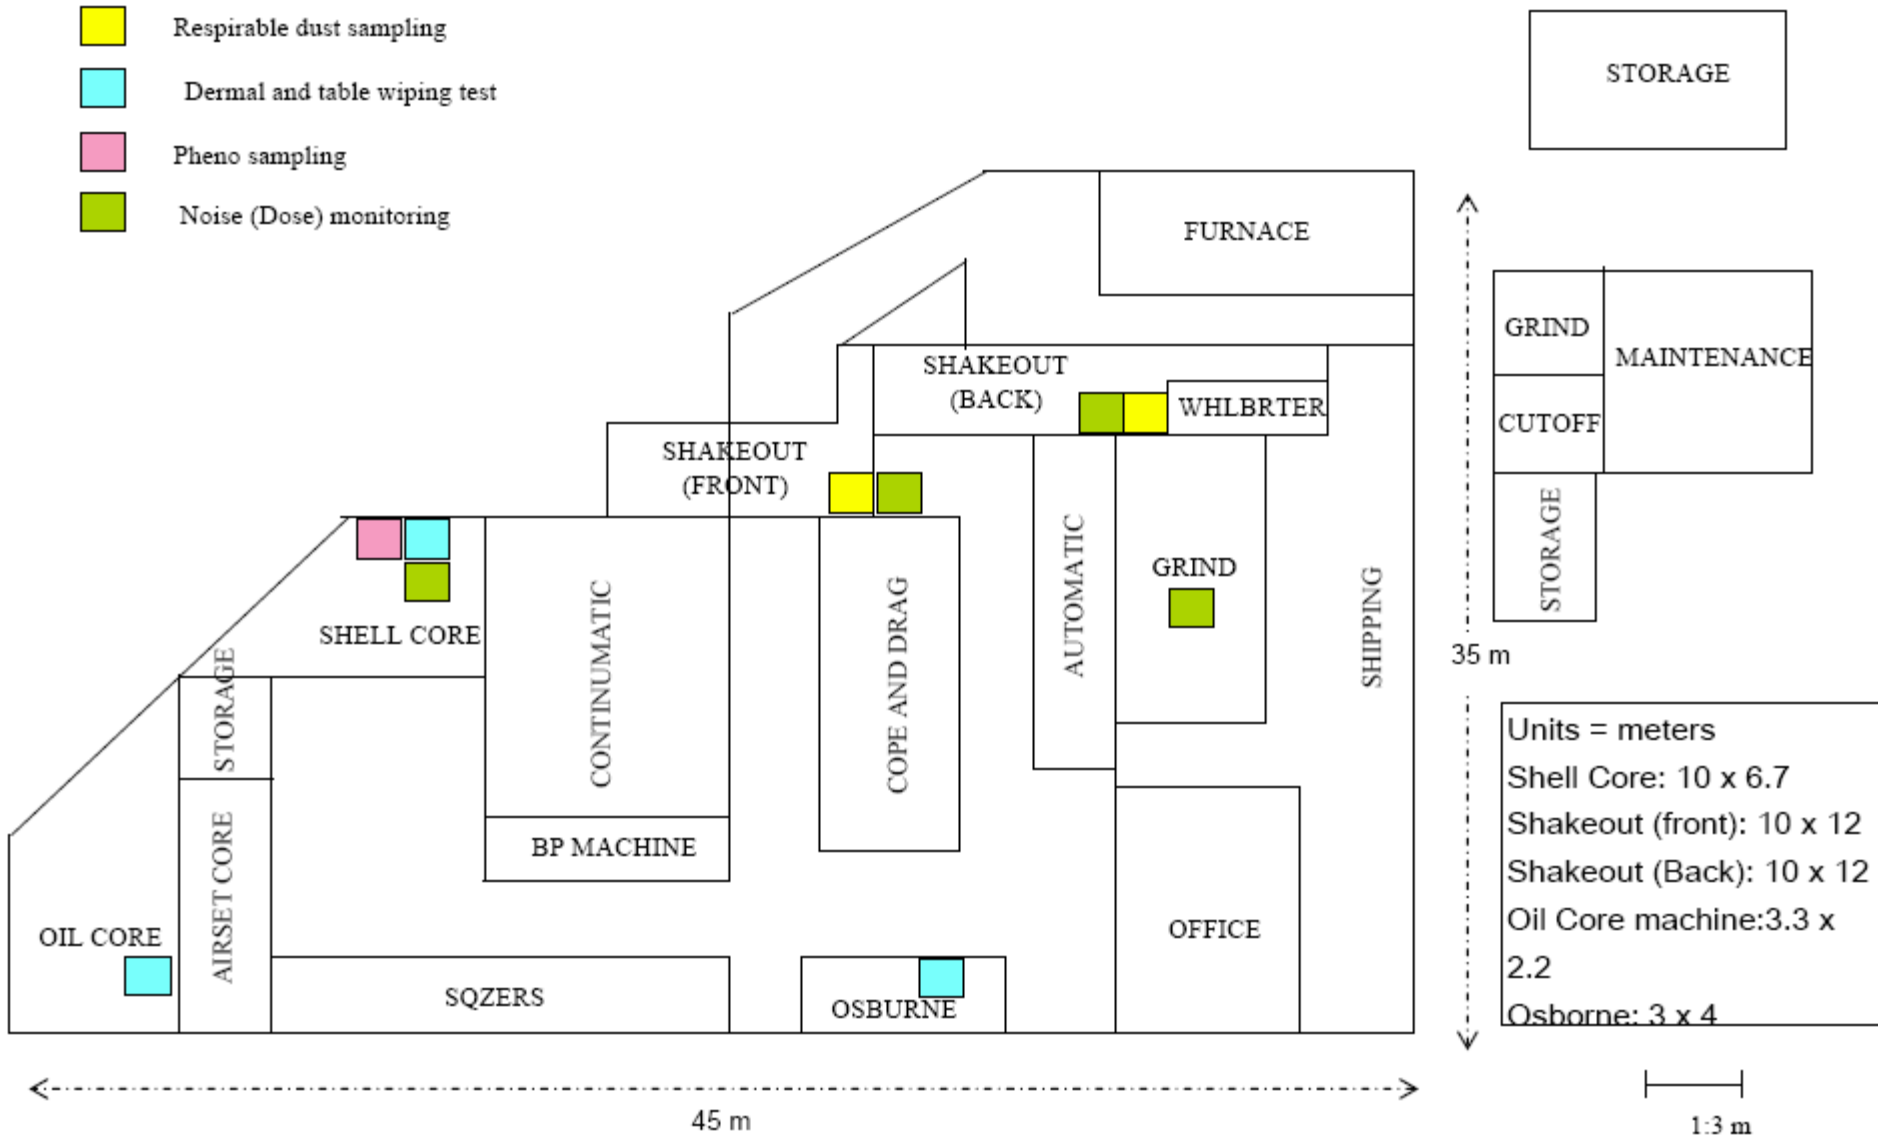 Respirable dust sampling
Dermal and table wiping test
Pheno sampling
Noise (Dose) monitoring
STORAGE
FURNACE
GRIND
MAINTENANCE
CUTOFF
STORAGE
SHAKEOUT
(BACK)
WHLBRTER
SHAKEOUT
(FRONT)
SHELL CORE
STORAGE
CONTINUMATIC
COPE AND DRAG
AUTOMATIC
GRIND
SHIPPING
35 m
BP MACHINE
AIRSET CORE
OIL CORE
SQZERS
OSBURNE
OFFICE
Units = meters
Shell Core: 10 x 6.7
Shakeout (front): 10 x 12
Shakeout (Back): 10 x 12
Oil Core machine:3.3 x
2.2
Osborne: 3 x 4
45 m
1:3 m